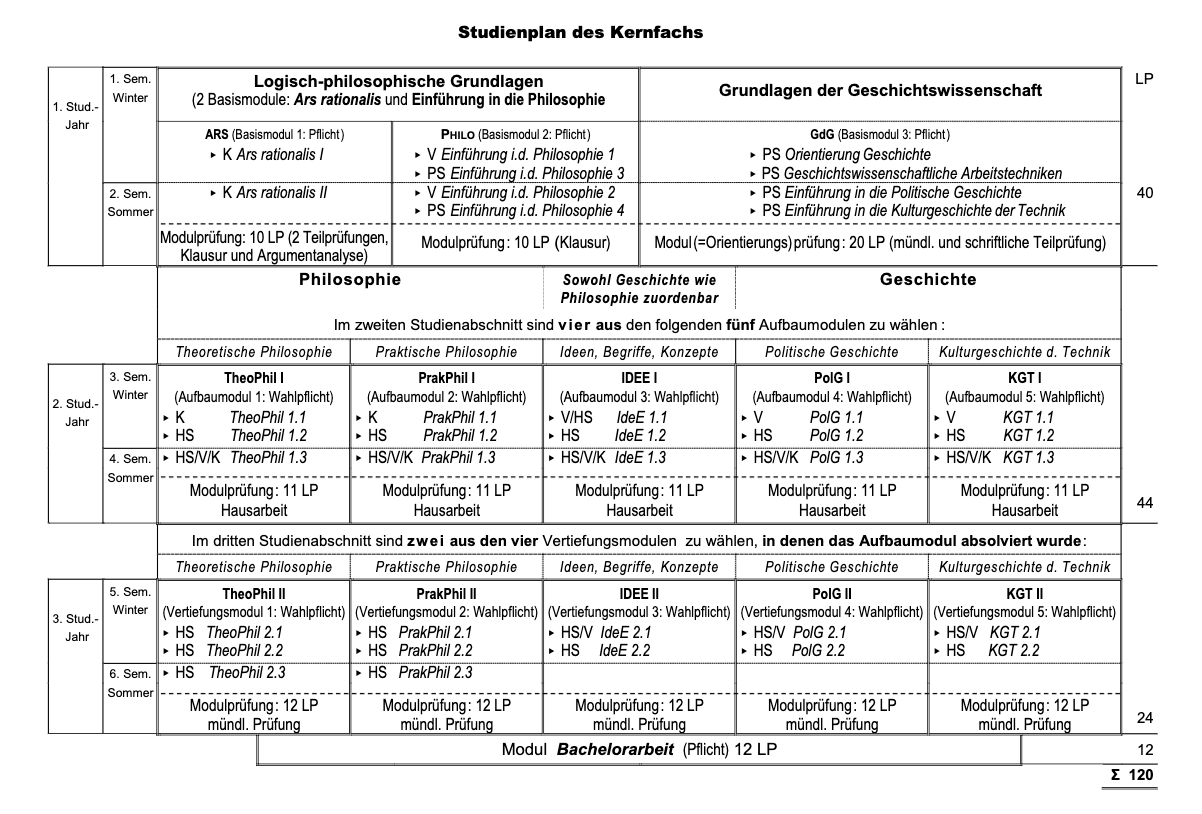 Studienplan des Kernfachs
1. Stud.-
Jahr
1. Sem.
Winter
Logisch-philosophische Grundlagen
(2 Basismodule: Ars rationalis und Einführung in die Philosophie
Grundlagen der Geschichtswissenschaft
LP
ARS (Basismodul 1: Pflicht)
‣ K Ars rationalis I
PHILO (Basismodul 2: Pflicht)
‣ V Einführung i.d. Philosophie 1
‣ PS Einführung i.d. Philosophie 3
GdG (Basismodul 3: Pflicht)
‣ PS Orientierung Geschichte
‣ PS Geschichtswissenschaftliche Arbeitstechniken
2. Sem.
Sommer
‣ K Ars rationalis II
‣ V Einführung i.d. Philosophie 2
‣ PS Einführung i.d. Philosophie 4
‣ PS Einführung in die Politische Geschichte
‣ PS Einführung in die Kulturgeschichte der Technik
40
Modulprüfung: 10 LP (2 Teilprüfungen,
Klausur und Argumentanalyse)
Modulprüfung: 10 LP (Klausur)
Modul(=Orientierungs)prüfung: 20 LP (mündl. und schriftliche Teilprüfung)
Philosophie
Sowohl Geschichte wie
Philosophie zuordenbar
Geschichte
Im zweiten Studienabschnitt sind vier aus den folgenden fünf Aufbaumodulen zu wählen :
Theoretische Philosophie
Praktische Philosophie
Ideen, Begriffe, Konzepte
Politische Geschichte
Kulturgeschichte d. Technik
2. Stud.-
Jahr
3. Sem.
Winter
TheoPhil I
(Aufbaumodul 1: Wahlpflicht)
‣ K TheoPhil 1.1
‣ HS TheoPhil 1.2
PrakPhil I
(Aufbaumodul 2: Wahlpflicht)
‣ K PrakPhil 1.1
‣ HS PrakPhil 1.2
IDEE I
(Aufbaumodul 3: Wahlpflicht)
‣ V/HS IdeE 1.1
‣ HS IdeE 1.2
PolG I
(Aufbaumodul 4: Wahlpflicht)
‣ V PolG 1.1
‣ HS PolG 1.2
KGT I
(Aufbaumodul 5: Wahlpflicht)
‣ V KGT 1.1
‣ HS KGT 1.2
4. Sem.
Sommer
‣ HS/V/K TheoPhil 1.3
‣ HS/V/K PrakPhil 1.3
‣ HS/V/K IdeE 1.3
‣ HS/V/K PolG 1.3
‣ HS/V/K KGT 1.3
Modulprüfung: 11 LP
Hausarbeit
Modulprüfung: 11 LP
Hausarbeit
Modulprüfung: 11 LP
Hausarbeit
Modulprüfung: 11 LP
Hausarbeit
Modulprüfung: 11 LP
Hausarbeit
44
Im dritten Studienabschnitt sind zwei aus den vier Vertiefungsmodulen zu wählen, in denen das Aufbaumodul absolviert wurde:
Theoretische Philosophie
Praktische Philosophie
Ideen, Begriffe, Konzepte
Politische Geschichte
Kulturgeschichte d. Technik
3. Stud.-
Jahr
5. Sem.
Winter
TheoPhil II
(Vertiefungsmodul 1: Wahlpflicht)
‣ HS TheoPhil 2.1
‣ HS TheoPhil 2.2
PrakPhil II
(Vertiefungsmodul 2: Wahlpflicht)
‣ HS PrakPhil 2.1
‣ HS PrakPhil 2.2
IDEE II
(Vertiefungsmodul 3: Wahlpflicht)
‣ HS/V IdeE 2.1
‣ HS IdeE 2.2
PolG II
(Vertiefungsmodul 4: Wahlpflicht)
‣ HS/V PolG 2.1
‣ HS PolG 2.2
KGT II
(Vertiefungsmodul 5: Wahlpflicht)
‣ HS/V KGT 2.1
‣ HS KGT 2.2
6. Sem.
Sommer
‣ HS TheoPhil 2.3
‣ HS PrakPhil 2.3
Modulprüfung: 12 LP
mündl. Prüfung
Modulprüfung: 12 LP
mündl. Prüfung
Modulprüfung: 12 LP
mündl. Prüfung
Modulprüfung: 12 LP
mündl. Prüfung
Modulprüfung: 12 LP
mündl. Prüfung
24
Modul Bachelorarbeit (Pflicht) 12 LP
12
Σ 120